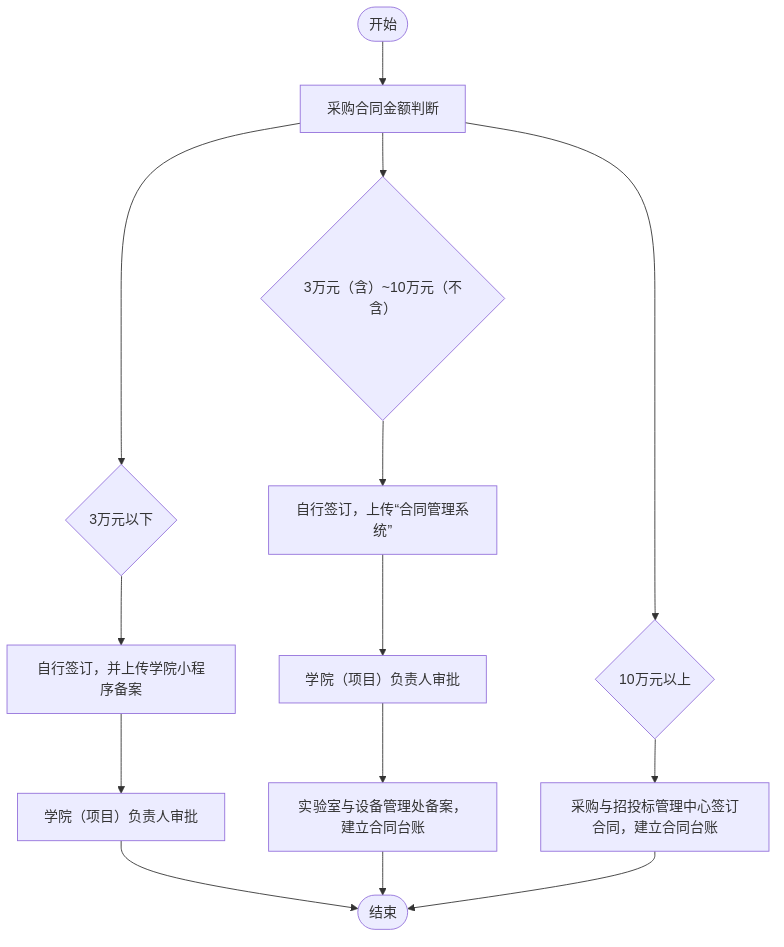 开始
采购合同金额判断
3万元（含）~10万元（不
含）
3万元以下
自行签订，上传“合同管理系
统”
自行签订，并上传学院小程
序备案
学院（项目）负责人审批
10万元以上
学院（项目）负责人审批
实验室与设备管理处备案，
建立合同台账
采购与招投标管理中心签订
合同，建立合同台账
结束